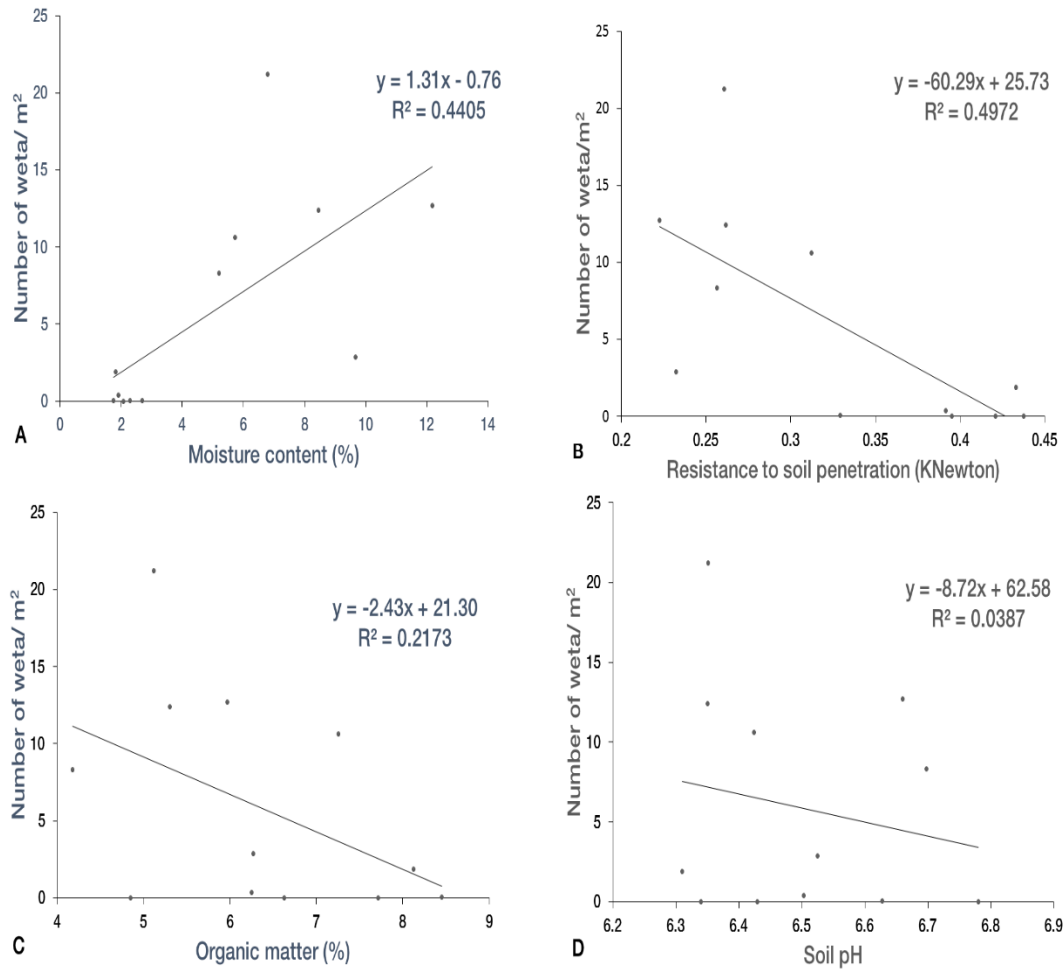 25
20
15
10
5
0
Number of weta/ m²
y = 1.31x - 0.76
R² = 0.4405
0 2 4 6 8 10 12 14
Moisture content (%)
A
25
20
15
10
5
0
Number of weta/m²
y = -60.29x + 25.73
R² = 0.4972
0.2 0.25 0.3 0.35 0.4 0.45
Resistance to soil penetration (KNewton)
B
25
20
15
10
5
0
Number of weta/ m²
y = -2.43x + 21.30
R² = 0.2173
4 5 6 7 8 9
Organic matter (%)
C
25
20
15
10
5
0
Number of weta/ m²
y = -8.72x + 62.58
R² = 0.0387
6.2 6.3 6.4 6.5 6.6 6.7 6.8 6.9
Soil pH
D